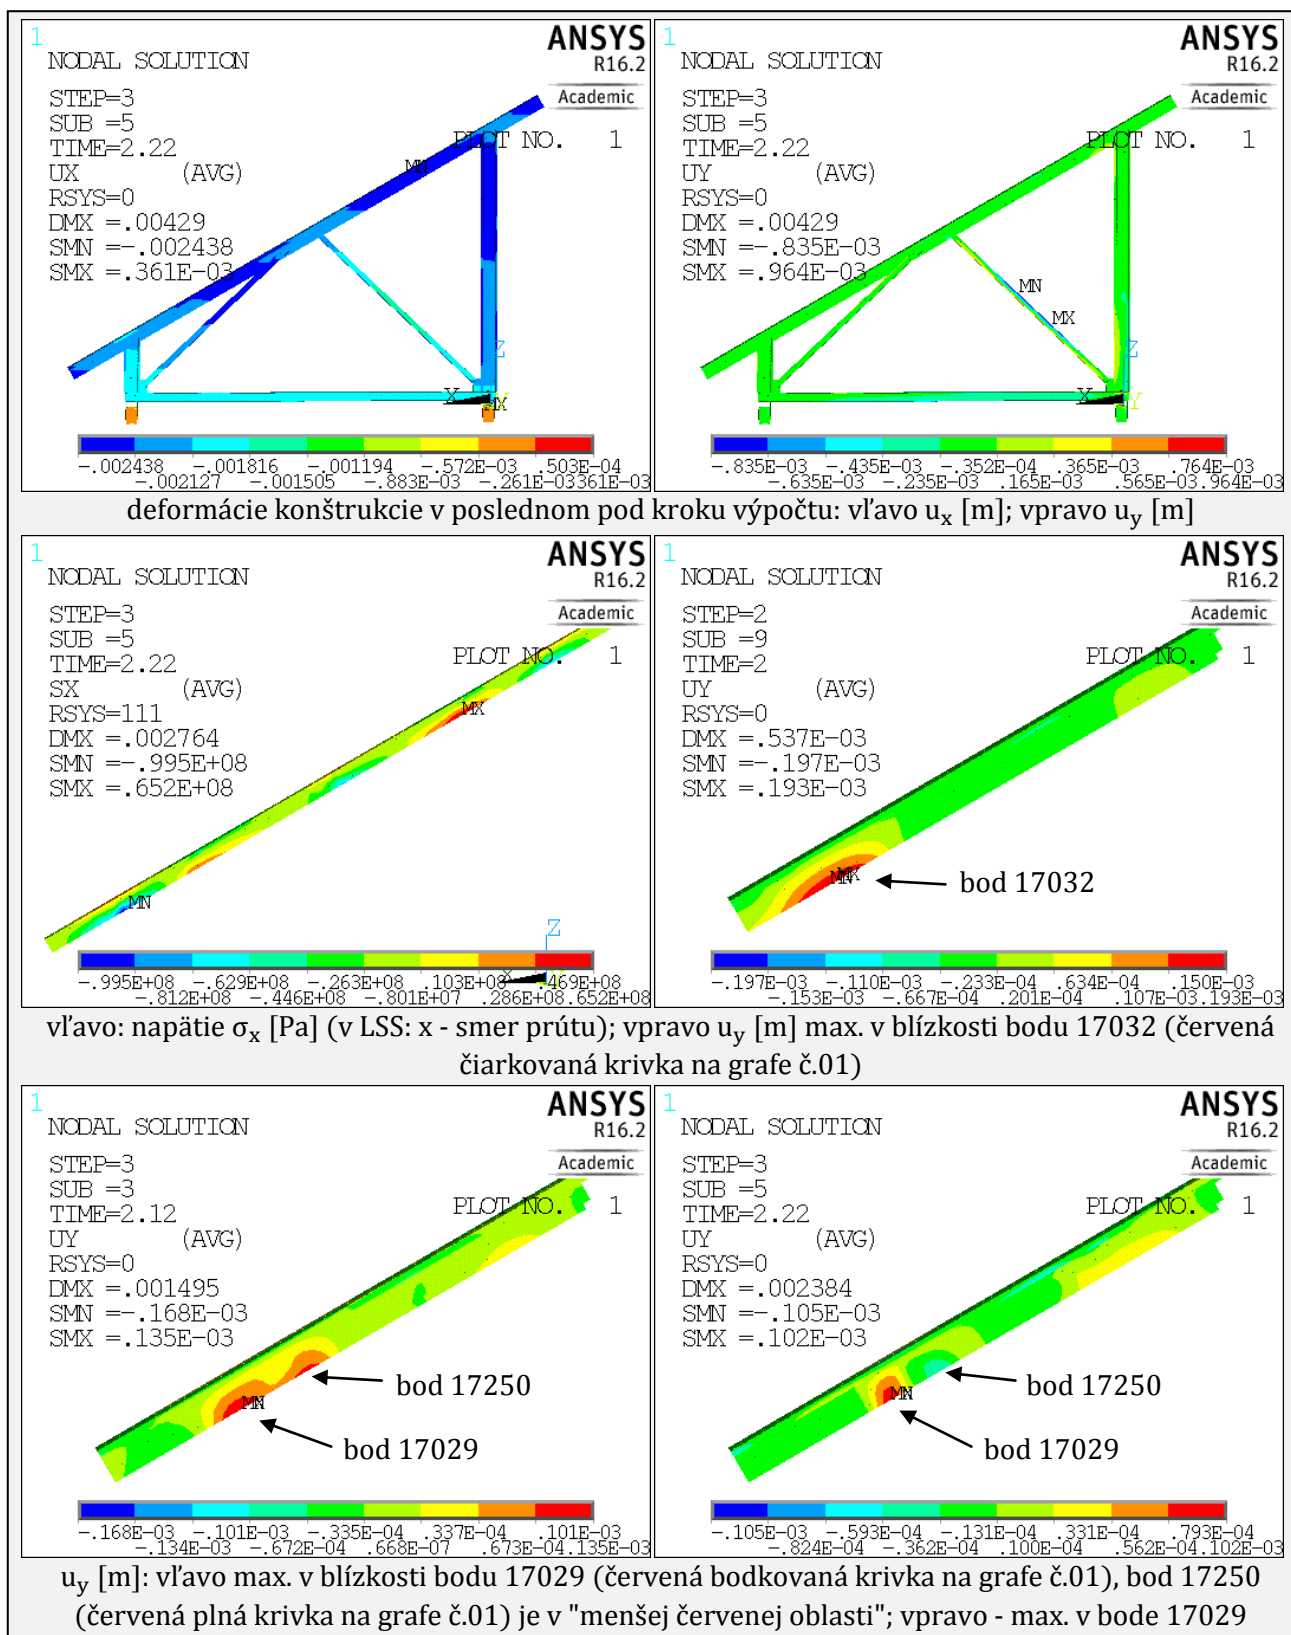 1
ANSYS
R16.2
Academic
NODAL SOLUTION
STEP=3
SUB =5
TIME=2.22
UX (AVG)
RSYS=0
DMX =.00429
SMN =-.002438
SMX =.361E-03
PLOT NO. 1
MN
Z
X
MX
-.002438 -.001816 -.001194 -.572E-03 .503E-04
-.002127 -.001505 -.883E-03 -.261E-03 .361E-03
1
ANSYS
R16.2
Academic
NODAL SOLUTION
STEP=3
SUB =5
TIME=2.22
UY (AVG)
RSYS=0
DMX =.00429
SMN =-.835E-03
SMX =.964E-03
PLOT NO. 1
MN
MX
Z
X Y
-.835E-03 -.435E-03 -.352E-04 .365E-03 .764E-03
-.635E-03 -.235E-03 .165E-03 .565E-03 .964E-03
deformácie konštrukcie v poslednom pod kroku výpočtu: vľavo uₓ [m]; vpravo u_y [m]
1
ANSYS
R16.2
Academic
NODAL SOLUTION
STEP=3
SUB =5
TIME=2.22
SX (AVG)
RSYS=111
DMX =.002764
SMN =-.995E+08
SMX =.652E+08
PLOT NO. 1
MX
MN
Z
X
-.995E+08 -.629E+08 -.263E+08 .103E+08 .469E+08
-.812E+08 -.446E+08 -.801E+07 .286E+08 .652E+08
1
ANSYS
R16.2
Academic
NODAL SOLUTION
STEP=2
SUB =9
TIME=2
UY (AVG)
RSYS=0
DMX =.537E-03
SMN =-.197E-03
SMX =.193E-03
PLOT NO. 1
MX
MN
bod 17032
-.197E-03 -.110E-03 -.233E-04 .634E-04 .150E-03
-.153E-03 -.667E-04 .201E-04 .107E-03 .193E-03
vľavo: napätie σₓ [Pa] (v LSS: x - smer prútu); vpravo u_y [m] max. v blízkosti bodu 17032 (červená
čiarkovaná krivka na grafe č.01)
1
ANSYS
R16.2
Academic
NODAL SOLUTION
STEP=3
SUB =3
TIME=2.12
UY (AVG)
RSYS=0
DMX =.001495
SMN =-.168E-03
SMX =.135E-03
PLOT NO. 1
bod 17250
MN
bod 17029
-.168E-03 -.101E-03 -.335E-04 .337E-04 .101E-03
-.134E-03 -.672E-04 .668E-07 .673E-04 .135E-03
1
ANSYS
R16.2
Academic
NODAL SOLUTION
STEP=3
SUB =5
TIME=2.22
UY (AVG)
RSYS=0
DMX =.002384
SMN =-.105E-03
SMX =.102E-03
PLOT NO. 1
bod 17250
MN
bod 17029
-.105E-03 -.593E-04 -.131E-04 .331E-04 .793E-04
-.824E-04 -.362E-04 .100E-04 .562E-04 .102E-03
u_y [m]: vľavo max. v blízkosti bodu 17029 (červená bodkovaná krivka na grafe č.01), bod 17250
(červená plná krivka na grafe č.01) je v "menšej červenej oblasti"; vpravo - max. v bode 17029